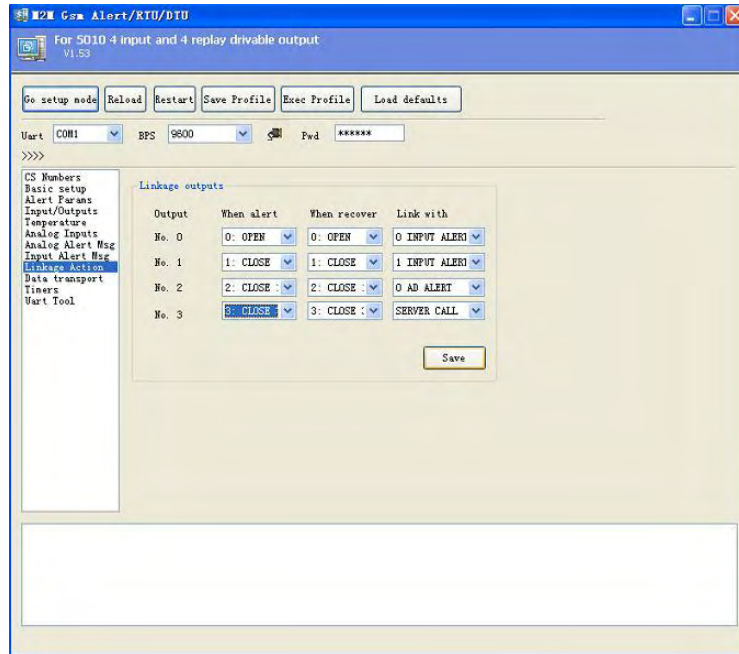 M2M Gsm Alert/RTU/DTU
For 5010 4 input and 4 replay drivable output
V1.53
Go setup mode Reload Restart Save Profile Exec Profile Load defaults
Uart COM1 BPS 9600 Pwd ******
>>>>
CS Numbers
Basic setup
Alert Params
Input/Outputs
Temperature
Analog Inputs
Analog Alert Msg
Input Alert Msg
Linkage Action
Data transport
Timers
Uart Tool
Linkage outputs
Output When alert When recover Link with
No. 0 0: OPEN 0: OPEN 0 INPUT ALERT
No. 1 1: CLOSE 1: CLOSE 1 INPUT ALERT
No. 2 2: CLOSE 2: CLOSE 0 AD ALERT
No. 3 3: CLOSE 3: CLOSE SERVER CALL
Save